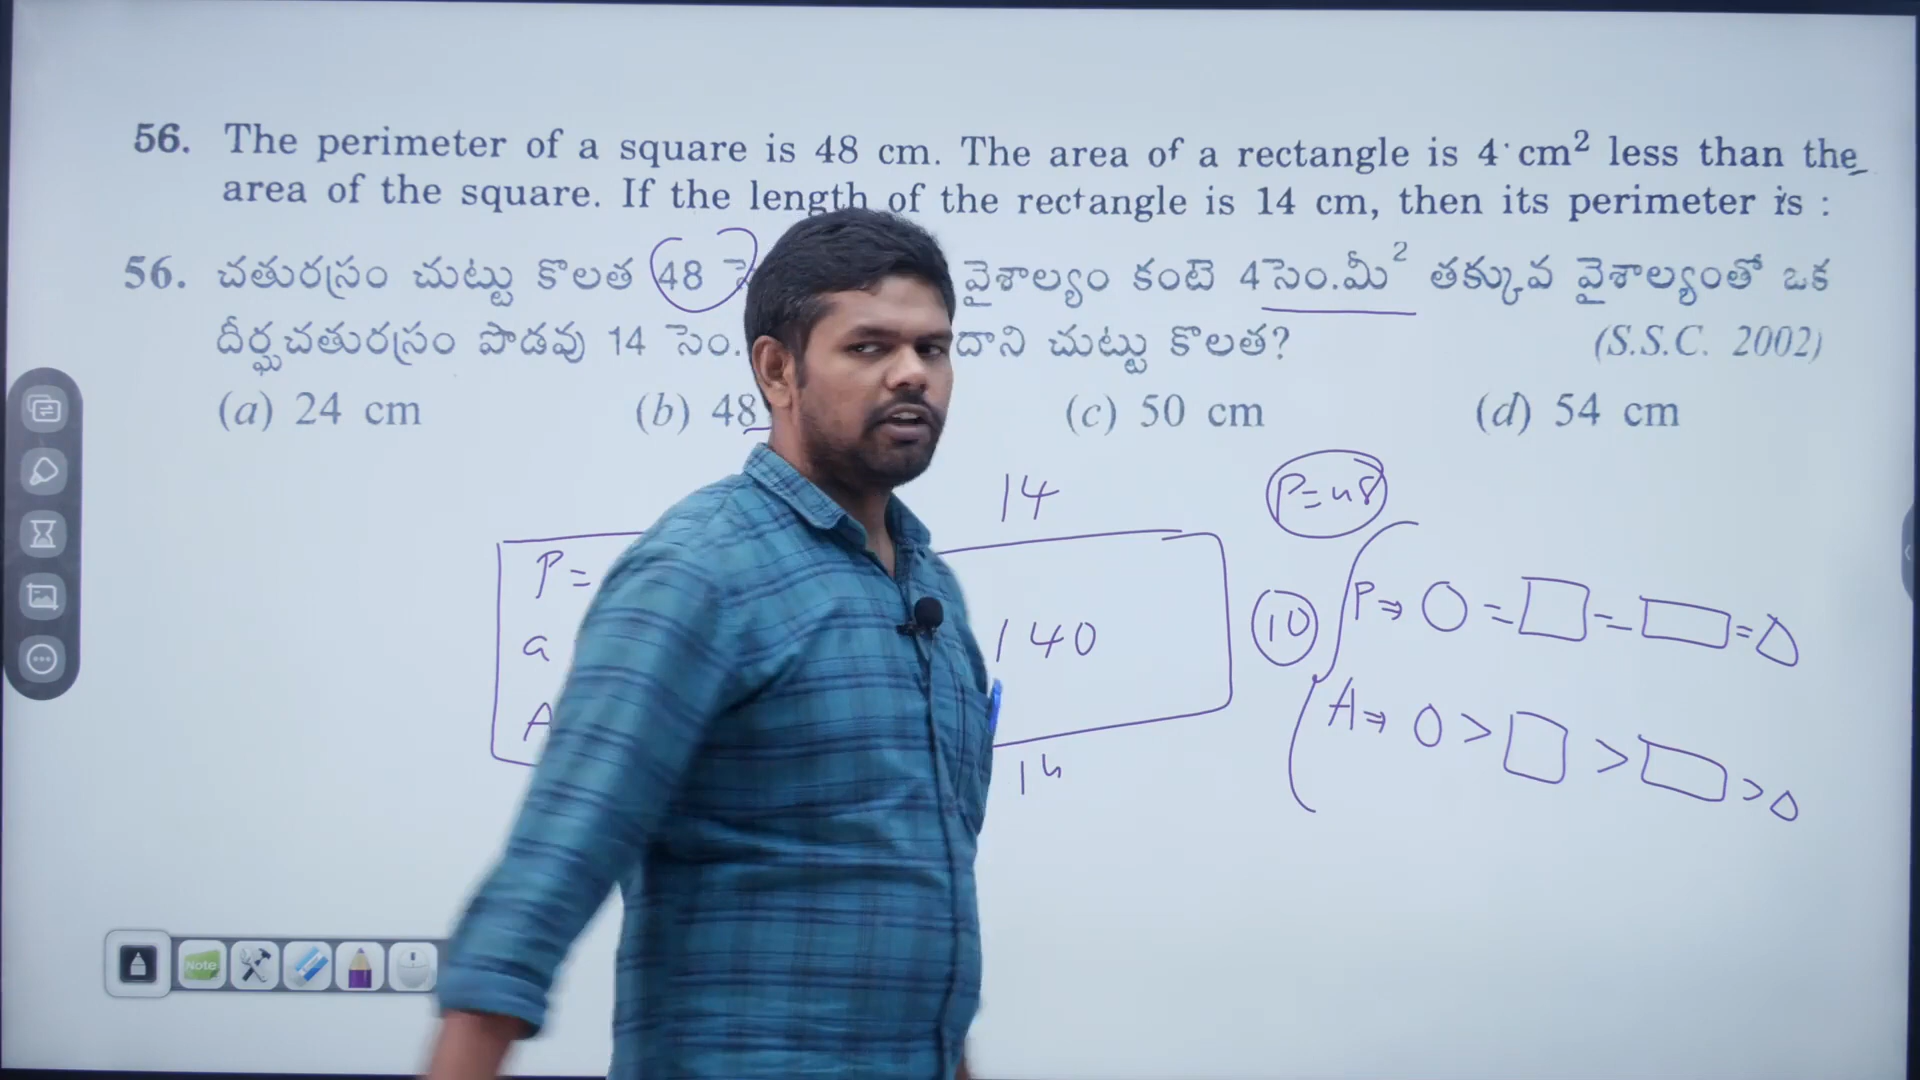 56. The perimeter of a square is 48 cm. The area of a rectangle is 4 cm² less than the
area of the square. If the length of the rectangle is 14 cm, then its perimeter is :
56. చతురస్రం చుట్టు కొలత 48 వైశాల్యం కంటె 4సెం.మీ² తక్కువ వైశాల్యంతో ఒక
దీర్ఘచతురస్రం పొడవు 14 సెం. దాని చుట్టు కొలత? (S.S.C. 2002)
(a) 24 cm (b) 48 (c) 50 cm (d) 54 cm
14 P=48
P=
10 P⇒ ○ = □ = ▭ = △
a 140
A A⇒ ○ > □ > ▭ > △
14
Note